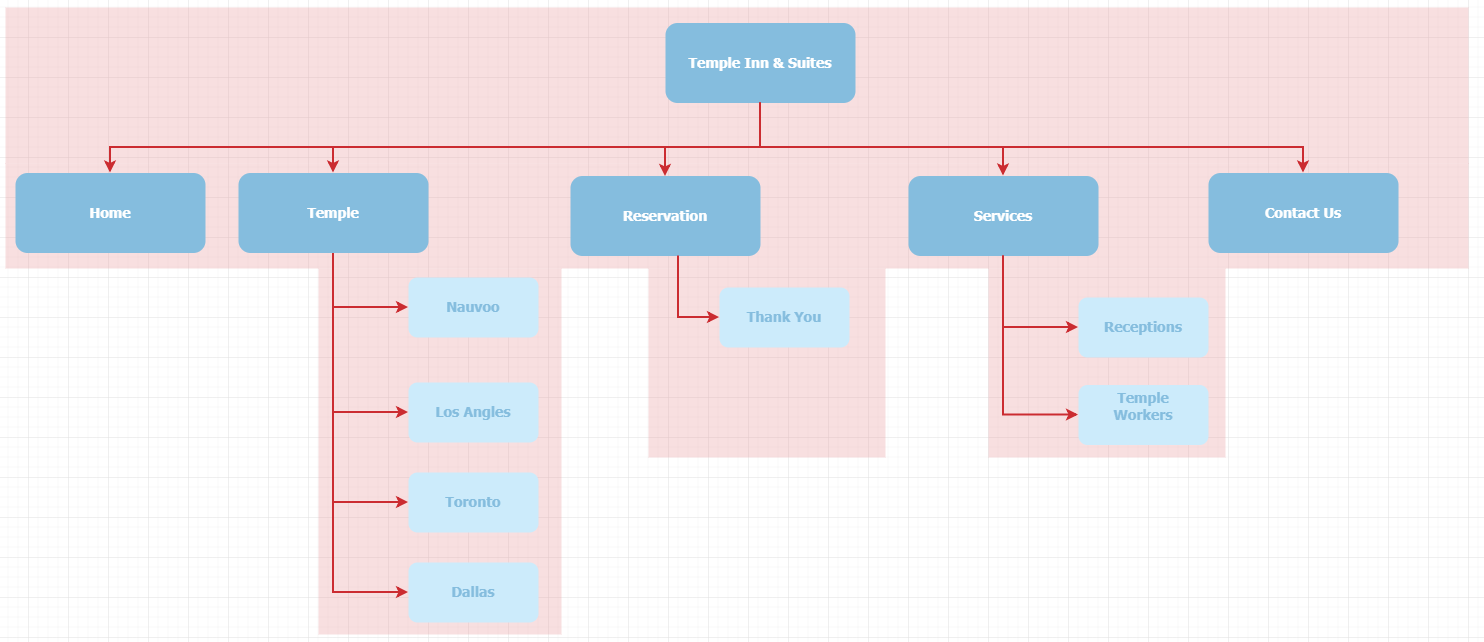 Temple Inn & Suites
Home
Temple
Reservation
Services
Contact Us
Nauvoo
Thank You
Receptions
Los Angles
Temple
Workers
Toronto
Dallas